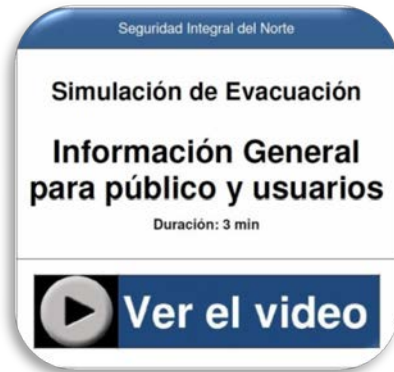 Seguridad Integral del Norte
Simulación de Evacuación
Información General
para público y usuarios
Duración: 3 min
Ver el video